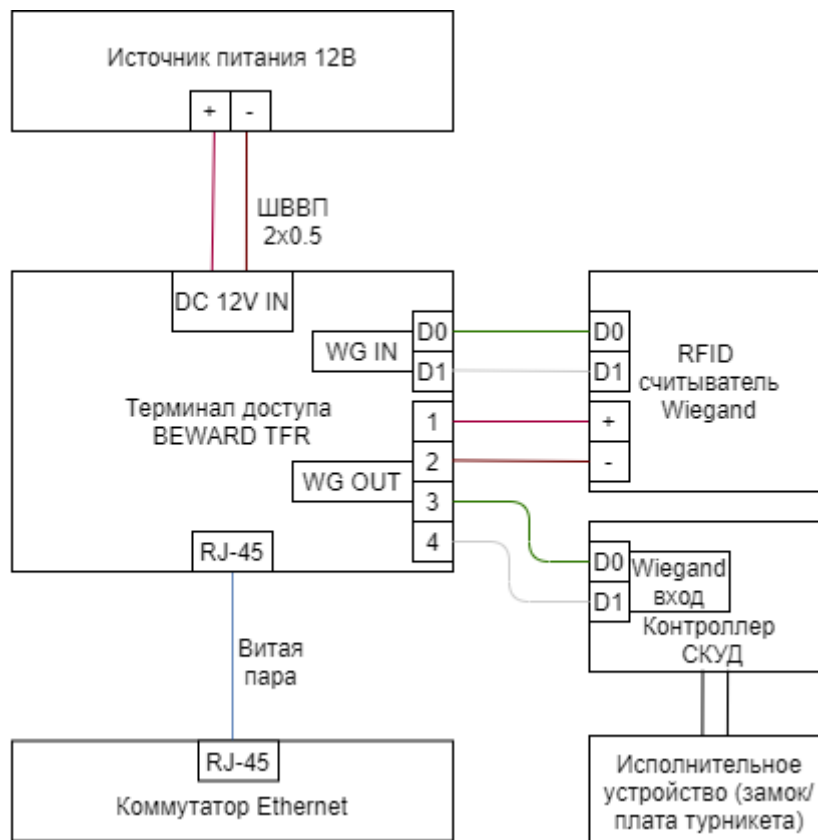 Источник питания 12В
+ -
ШВВП
2x0.5
DC 12V IN
WG IN
D0
D1
Терминал доступа
BEWARD TFR
1
2
WG OUT
3
4
RJ-45
D0
D1
+
-
RFID
считыватель
Wiegand
D0
D1
Wiegand
вход
Контроллер
СКУД
Витая
пара
RJ-45
Коммутатор Ethernet
Исполнительное
устройство (замок/
плата турникета)